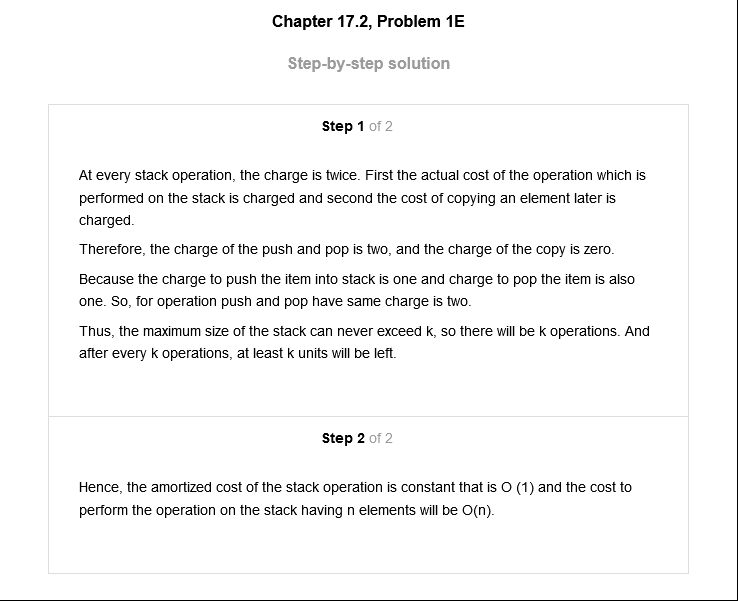 Chapter 17.2, Problem 1E
Step-by-step solution
Step 1 of 2
At every stack operation, the charge is twice. First the actual cost of the operation which is
performed on the stack is charged and second the cost of copying an element later is
charged.
Therefore, the charge of the push and pop is two, and the charge of the copy is zero.
Because the charge to push the item into stack is one and charge to pop the item is also
one. So, for operation push and pop have same charge is two.
Thus, the maximum size of the stack can never exceed k, so there will be k operations. And
after every k operations, at least k units will be left.
Step 2 of 2
Hence, the amortized cost of the stack operation is constant that is O (1) and the cost to
perform the operation on the stack having n elements will be O(n).